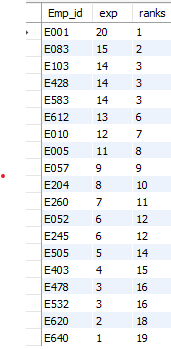 Emp_id exp ranks
E001 20 1
E083 15 2
E103 14 3
E428 14 3
E583 14 3
E612 13 6
E010 12 7
E005 11 8
E057 9 9
E204 8 10
E260 7 11
E052 6 12
E245 6 12
E505 5 14
E403 4 15
E478 3 16
E532 3 16
E620 2 18
E640 1 19